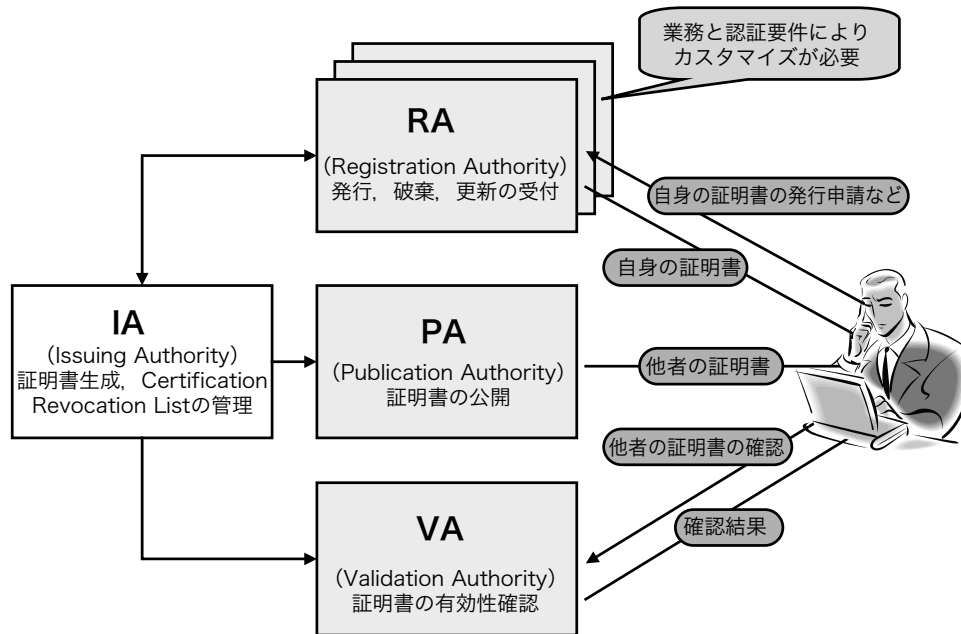 業務と認証要件により
カスタマイズが必要
RA
(Registration Authority)
発行，破棄，更新の受付
自身の証明書の発行申請など
自身の証明書
IA
(Issuing Authority)
証明書生成，Certification
Revocation Listの管理
PA
(Publication Authority)
証明書の公開
他者の証明書
他者の証明書の確認
確認結果
VA
(Validation Authority)
証明書の有効性確認